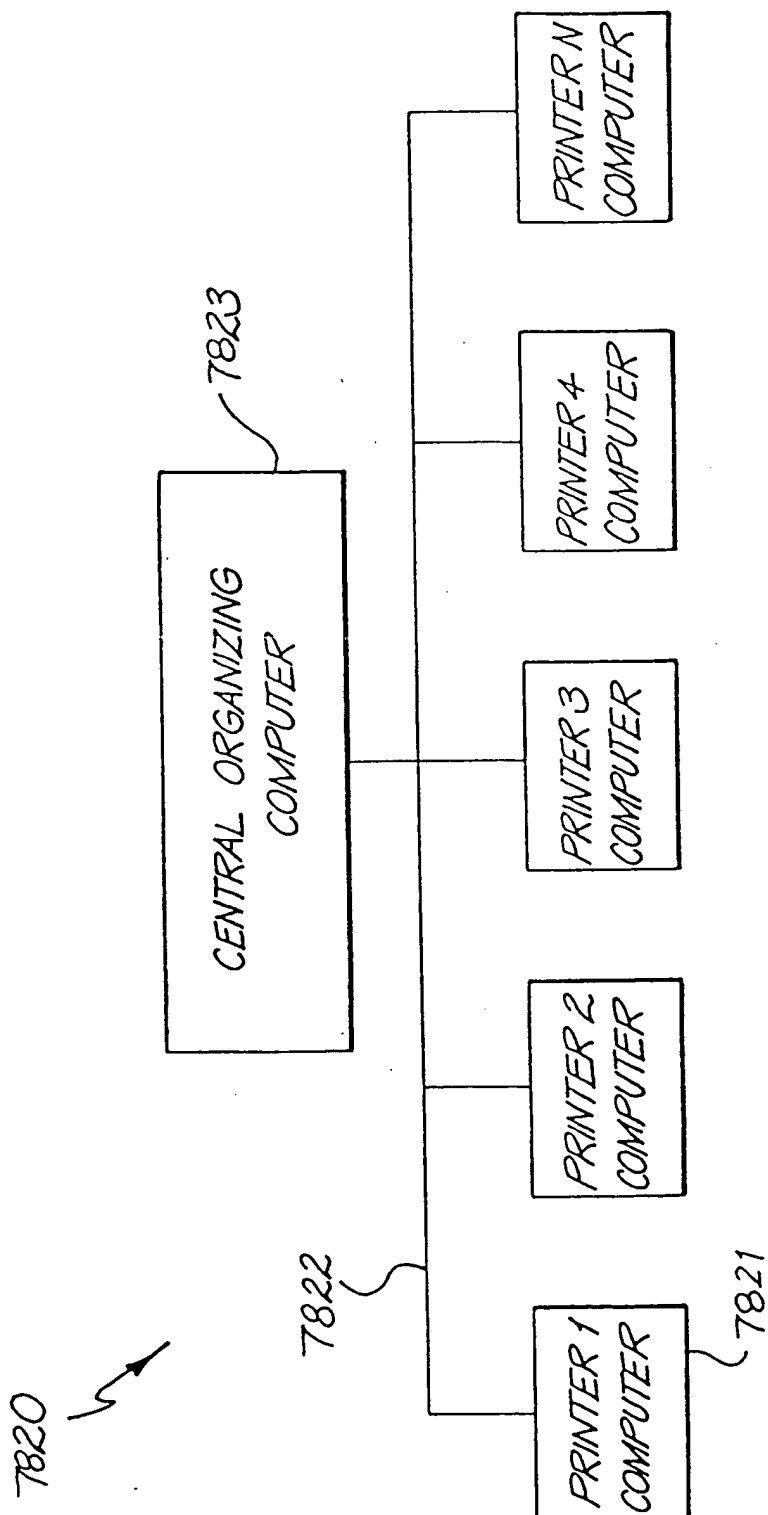 7820
7823
CENTRAL ORGANIZING
COMPUTER
7822
PRINTER 1
COMPUTER
7821
PRINTER 2
COMPUTER
PRINTER 3
COMPUTER
PRINTER 4
COMPUTER
PRINTER N
COMPUTER